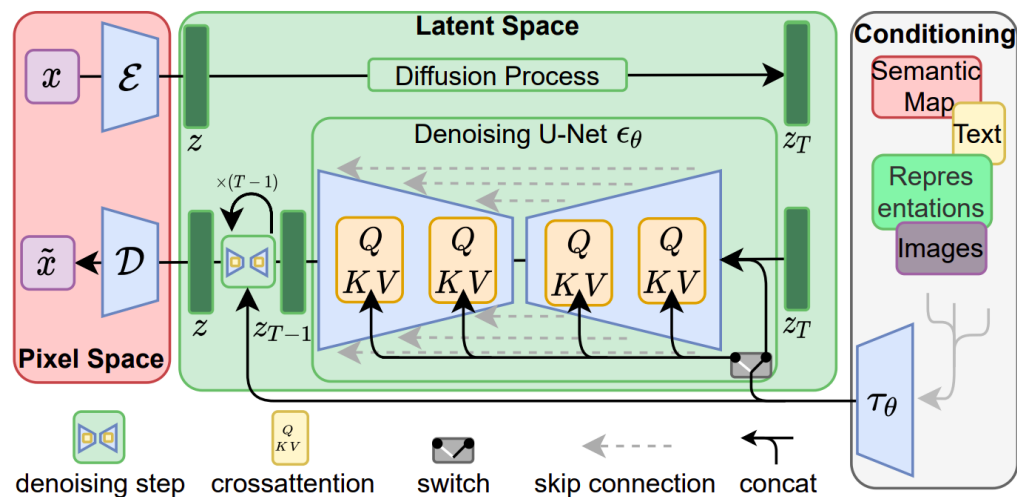 Latent Space
Conditioning
x
ℰ
Diffusion Process
Semantic
Map
Text
z
z_T
Denoising U-Net ϵ_θ
×(T−1)
Repres
entations
Images
Q
KV
Q
KV
Q
KV
Q
KV
x̃
𝒟
z
z_{T−1}
z_T
Pixel Space
τ_θ
Q
KV
denoising step
crossattention
switch
skip connection
concat